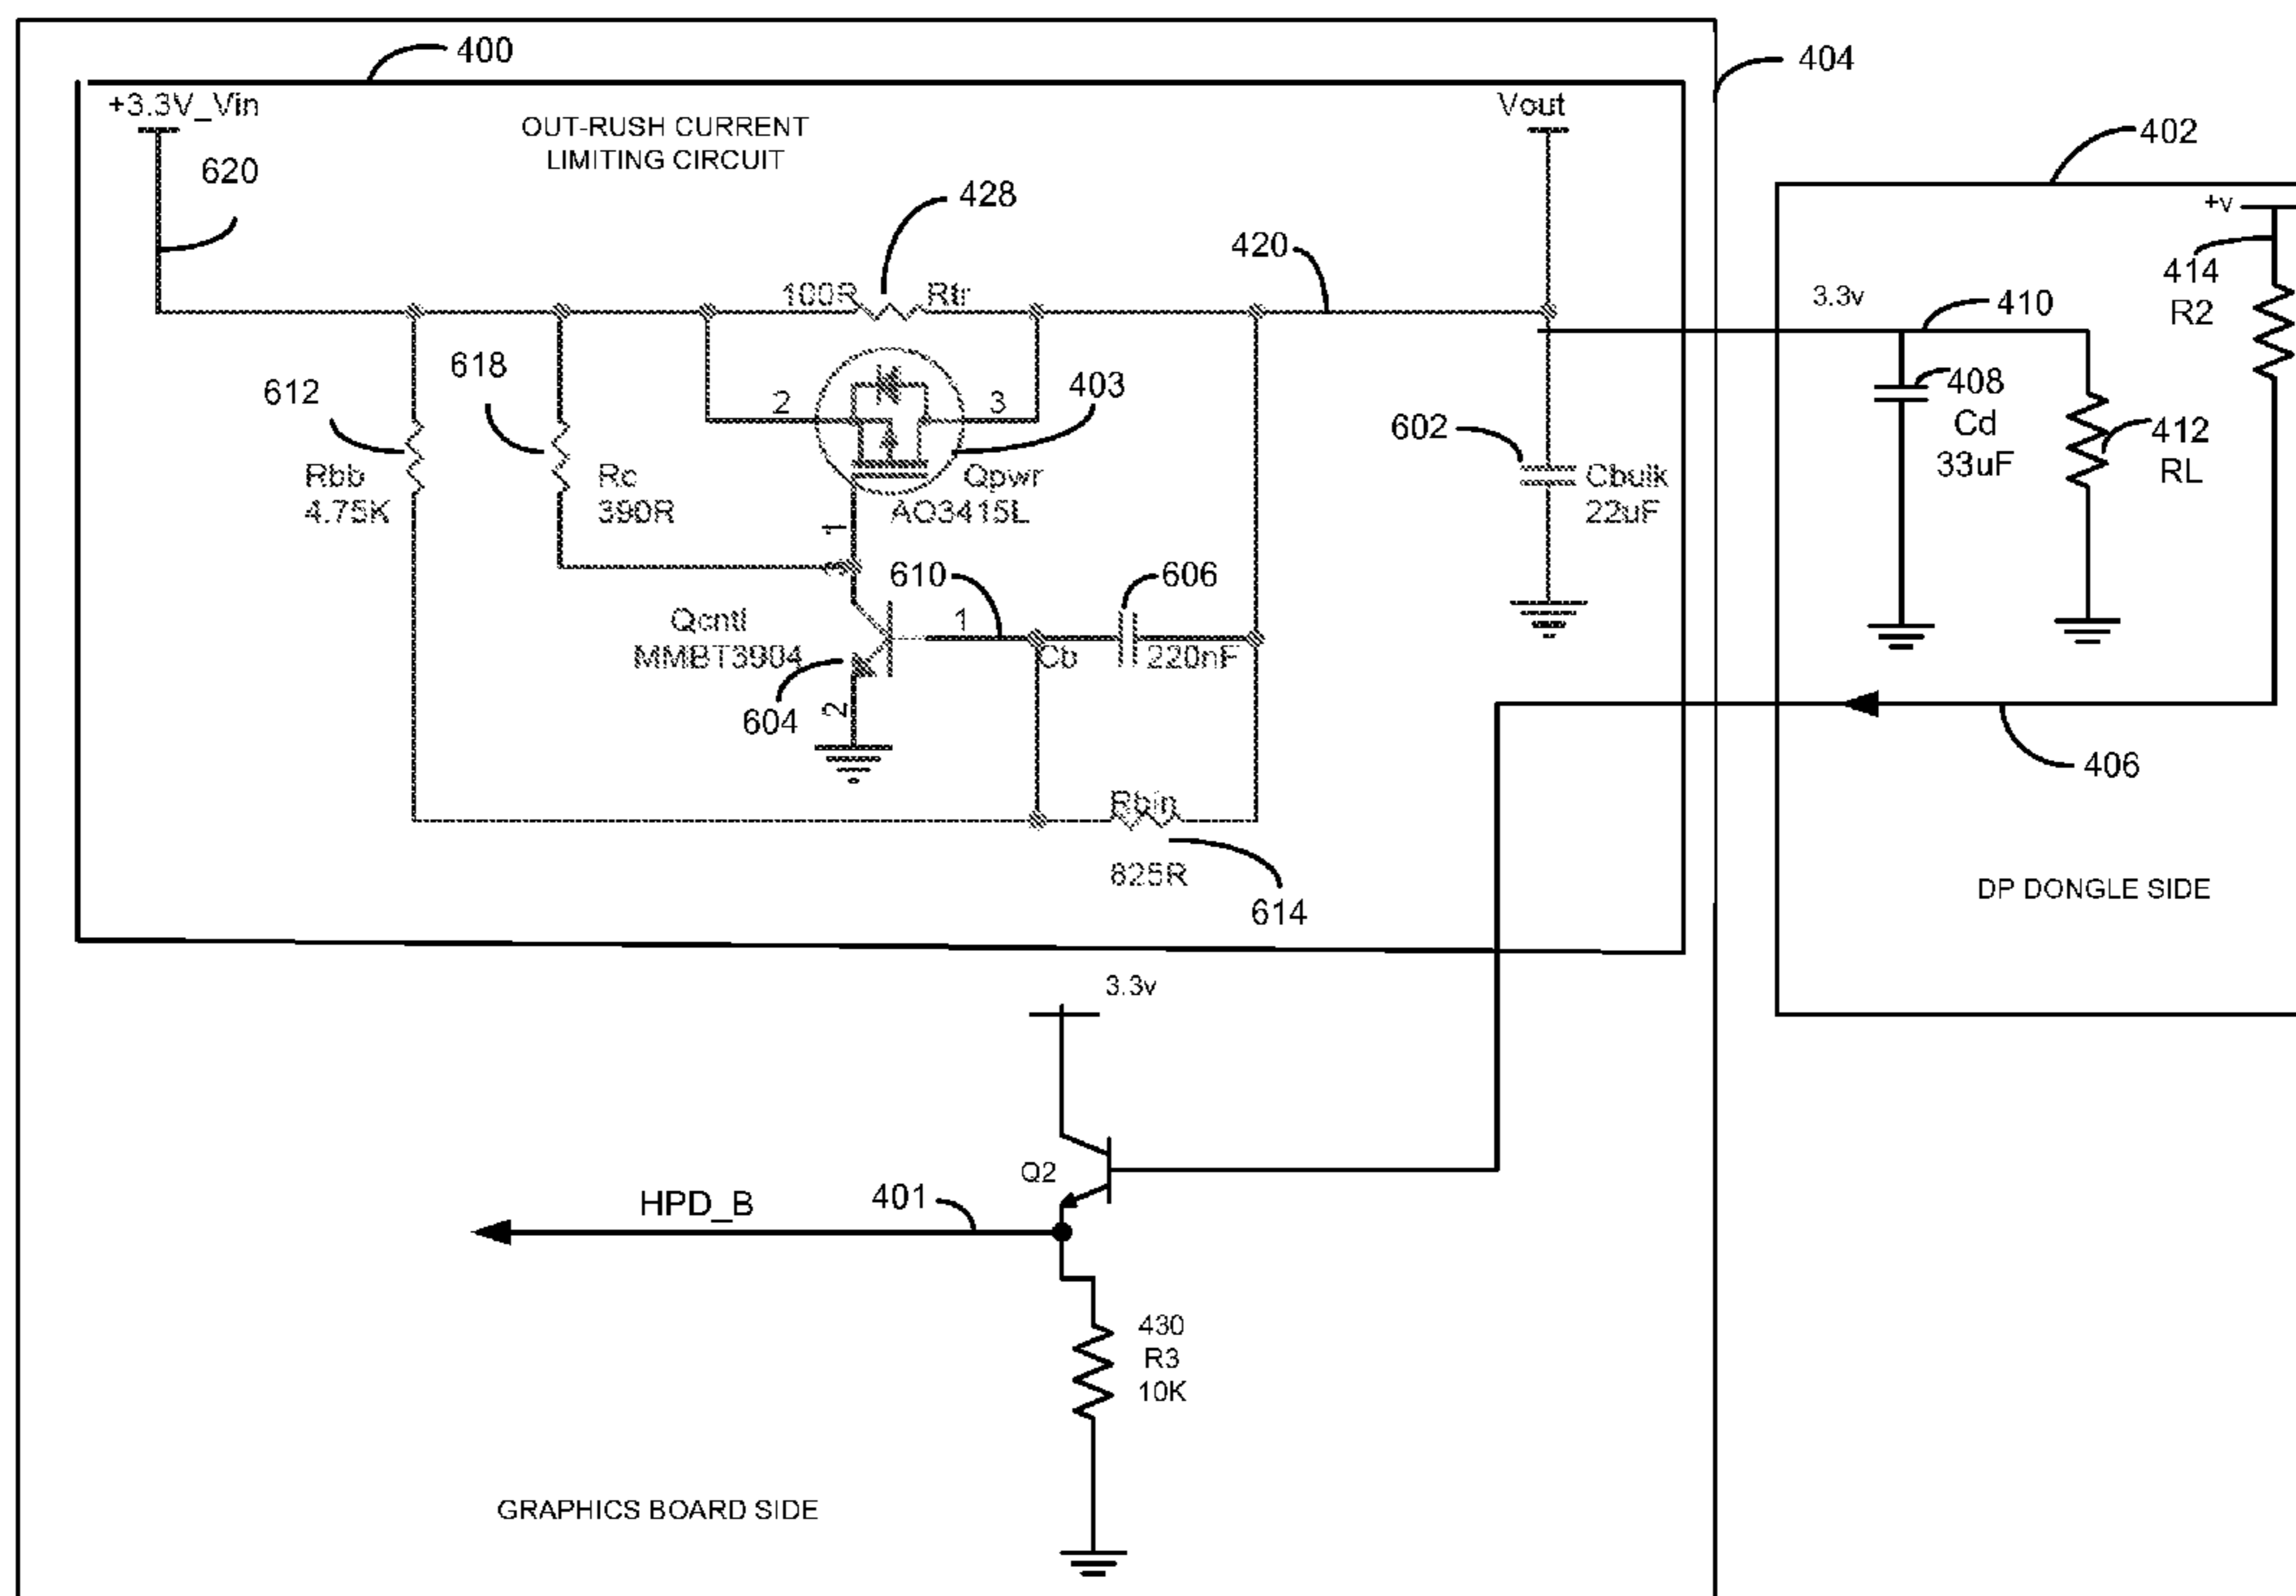 400
404
+3.3V_Vin
Vout
OUT-RUSH CURRENT
LIMITING CIRCUIT
402
620
428
+v
420
414
R2
100R
Rtr
3.3v
410
618
612
2
3
403
408
Cd
33uF
412
RL
602
Rbb
4.75K
Rc
390R
Qpwr
AO3415L
Cbulk
22uF
1
3
610
606
Qcntl
MMBT3904
1
Cb
220nF
604
2
406
Rbin
825R
614
DP DONGLE SIDE
3.3v
Q2
HPD_B
401
430
R3
10K
GRAPHICS BOARD SIDE